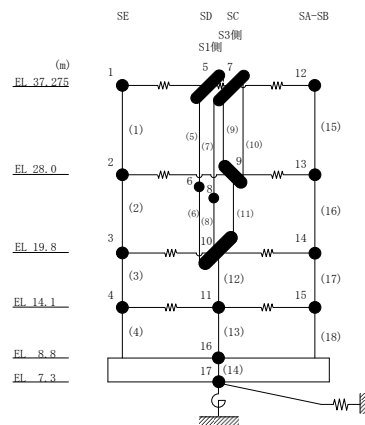 SE SD SC SA-SB
S3側
S1側
(m)
1 5 7 12
EL 37.275
(1) (5) (7) (9) (10) (15)
EL 28.0
2 6 8 9 13
(2) (6) (8) (11) (16)
EL 19.8
3 10 14
(3) (12) (17)
EL 14.1
4 11 15
(4) (13) (18)
16
EL 8.8
17 (14)
EL 7.3